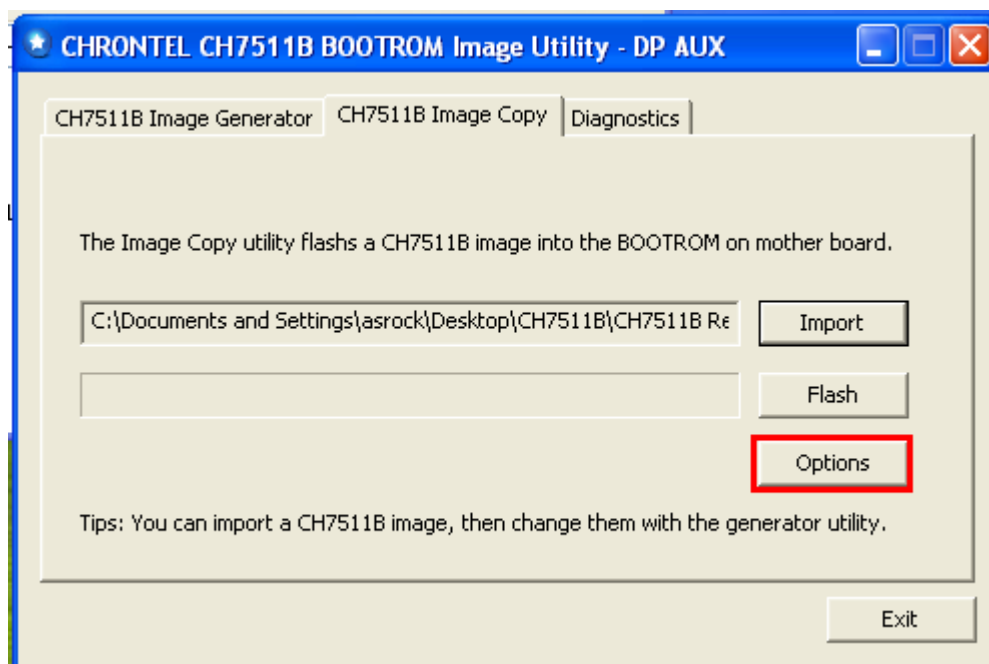 CHRONTEL CH7511B BOOTROM Image Utility - DP AUX
CH7511B Image Generator
CH7511B Image Copy
Diagnostics
The Image Copy utility flashs a CH7511B image into the BOOTROM on mother board.
C:\Documents and Settings\asrock\Desktop\CH7511B\CH7511B Re
Import
Flash
Options
Tips: You can import a CH7511B image, then change them with the generator utility.
Exit